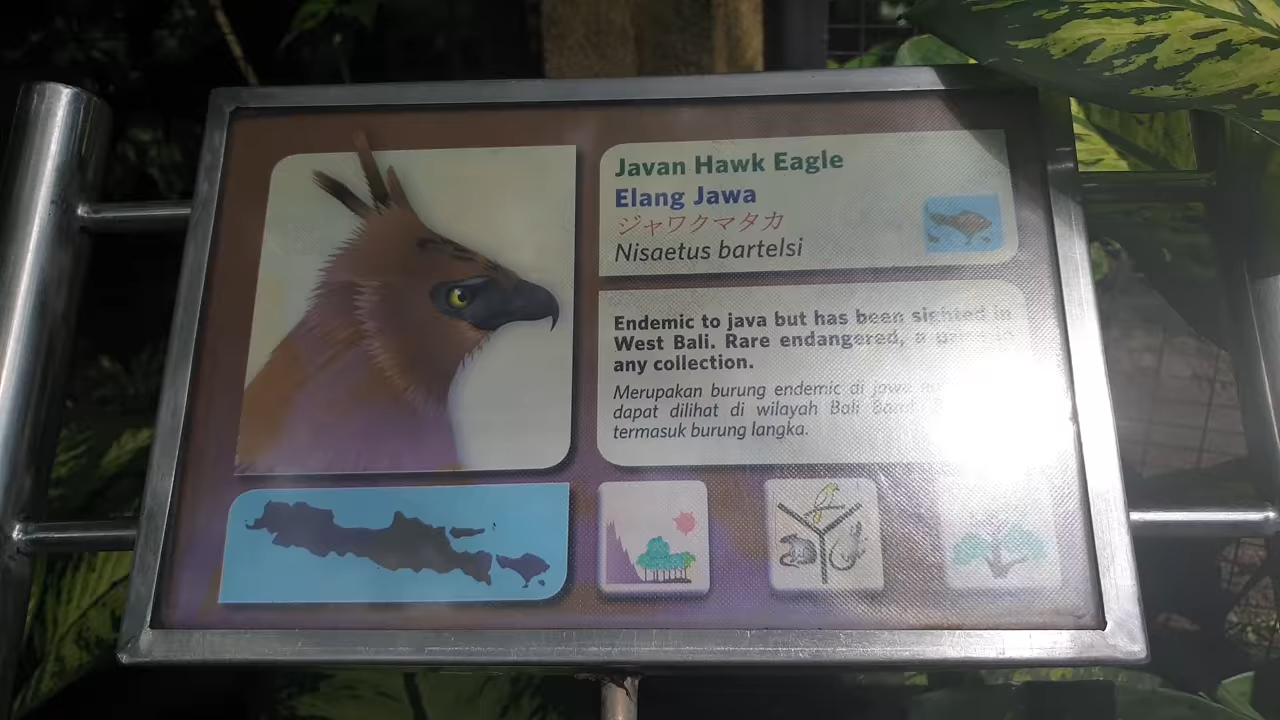 Javan Hawk Eagle
Elang Jawa
ジャワクマタカ
Nisaetus bartelsi
Endemic to java but has been sighted in
West Bali. Rare endangered, a
any collection.
Merupakan burung endemic di jawa
dapat dilihat di wilayah Bali
termasuk burung langka.